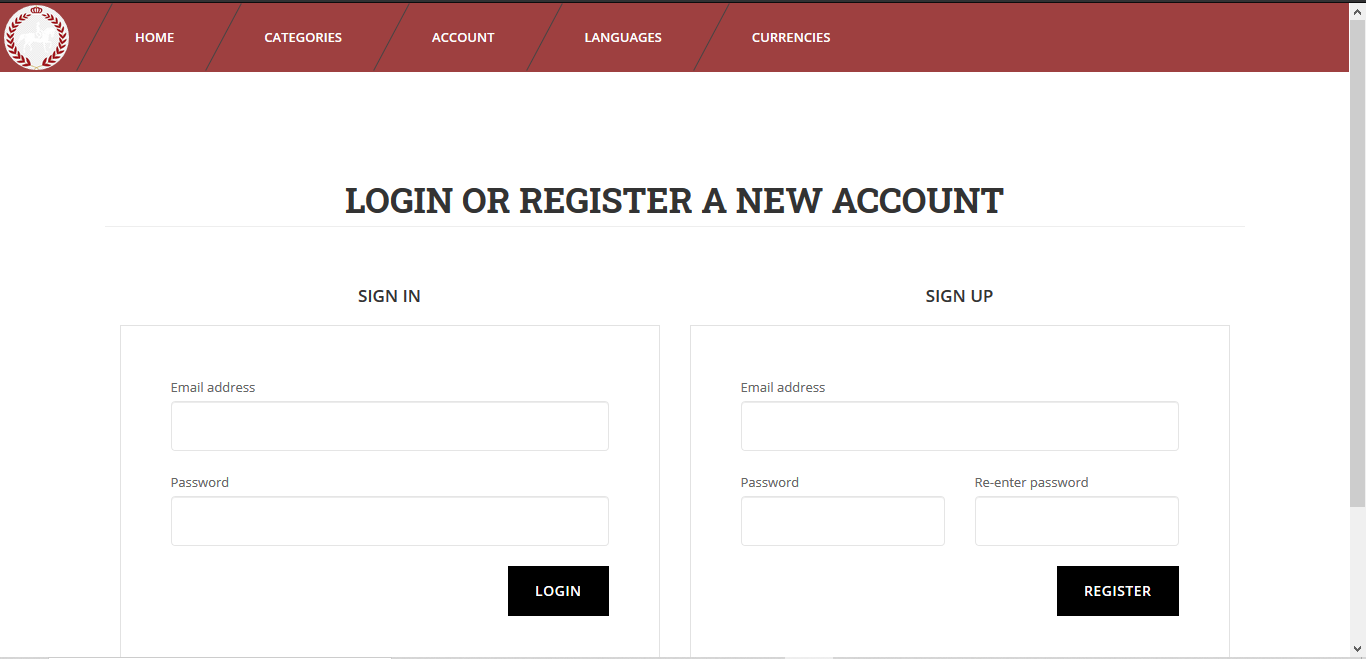 HOME CATEGORIES ACCOUNT LANGUAGES CURRENCIES
LOGIN OR REGISTER A NEW ACCOUNT
SIGN IN
Email address
Password
LOGIN
SIGN UP
Email address
Password Re-enter password
REGISTER